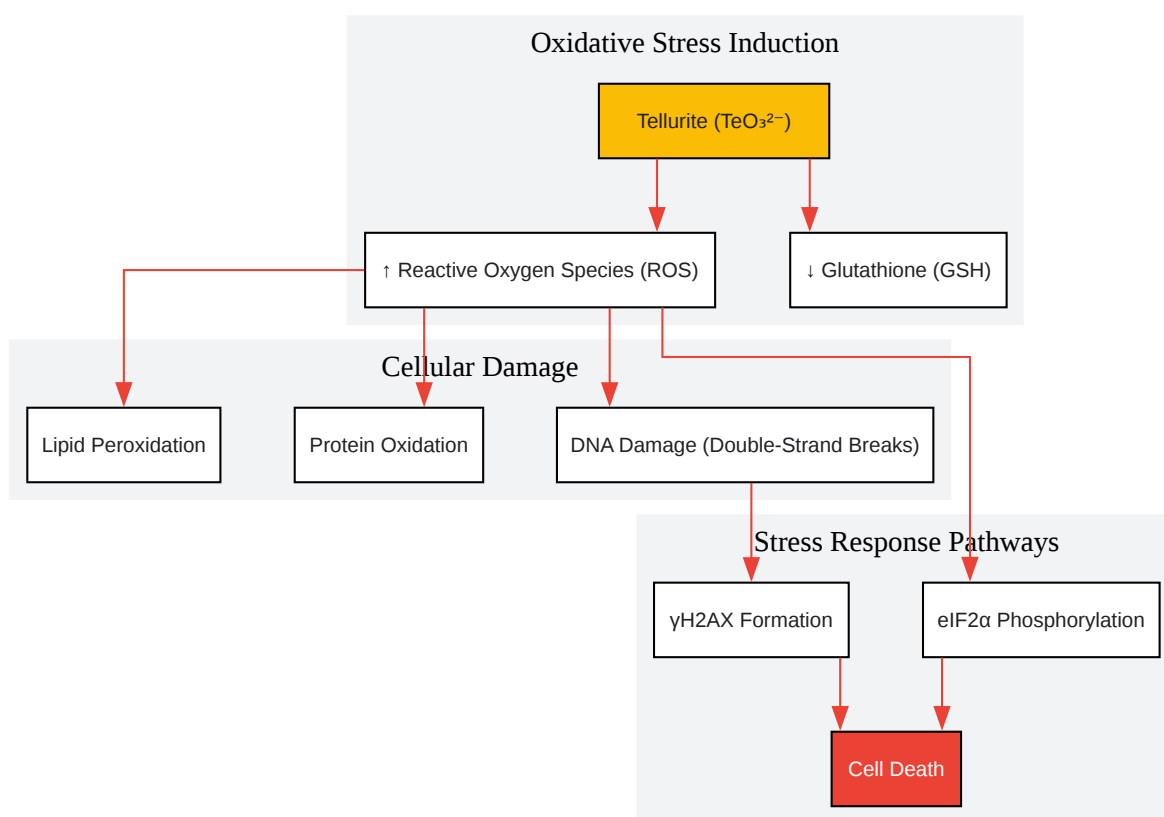 Oxidative Stress Induction
Tellurite (TeO₃²⁻)
↑ Reactive Oxygen Species (ROS)
↓ Glutathione (GSH)
Cellular Damage
Lipid Peroxidation
Protein Oxidation
DNA Damage (Double-Strand Breaks)
Stress Response Pathways
γH2AX Formation
eIF2α Phosphorylation
Cell Death